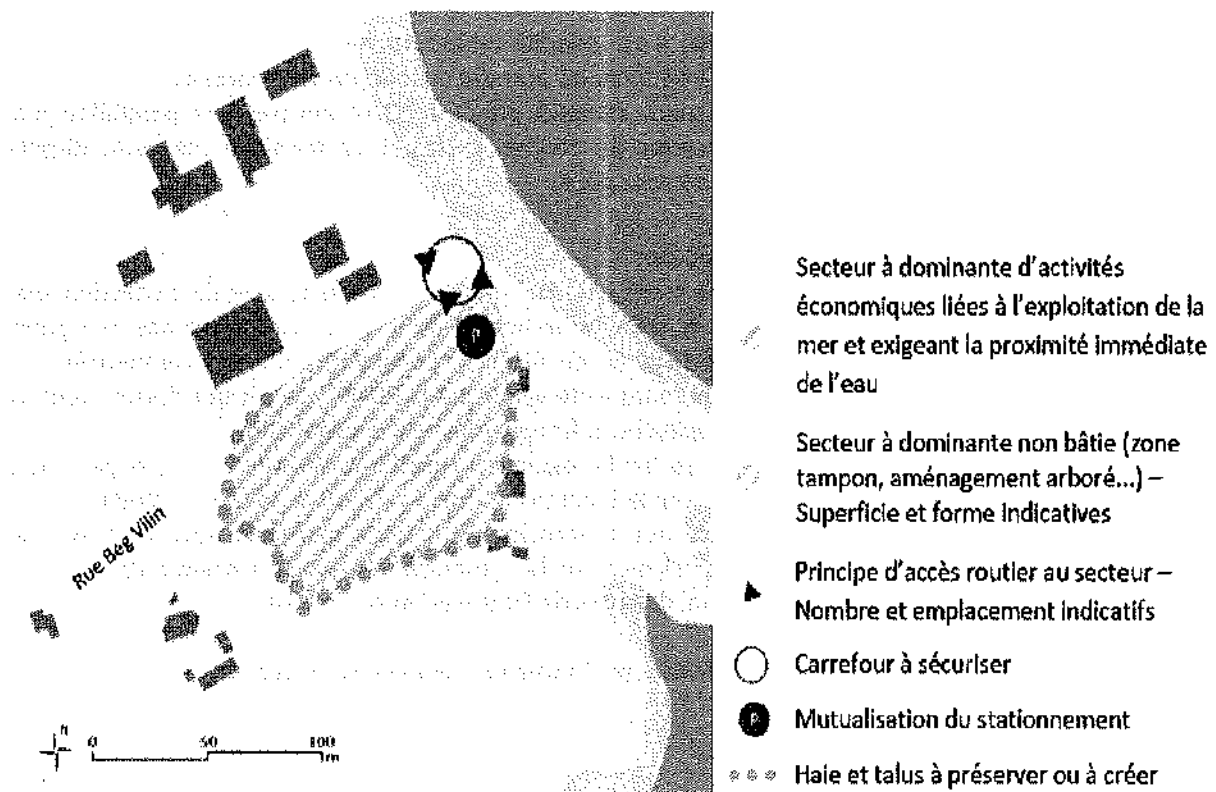 Rue Beg Vilin
N
0 50 100
m
P
Secteur à dominante d'activités
économiques liées à l'exploitation de la
mer et exigeant la proximité immédiate
de l'eau
Secteur à dominante non bâtie (zone
tampon, aménagement arboré...) –
Superficie et forme indicatives
Principe d'accès routier au secteur –
Nombre et emplacement indicatifs
Carrefour à sécuriser
P
Mutualisation du stationnement
Haie et talus à préserver ou à créer